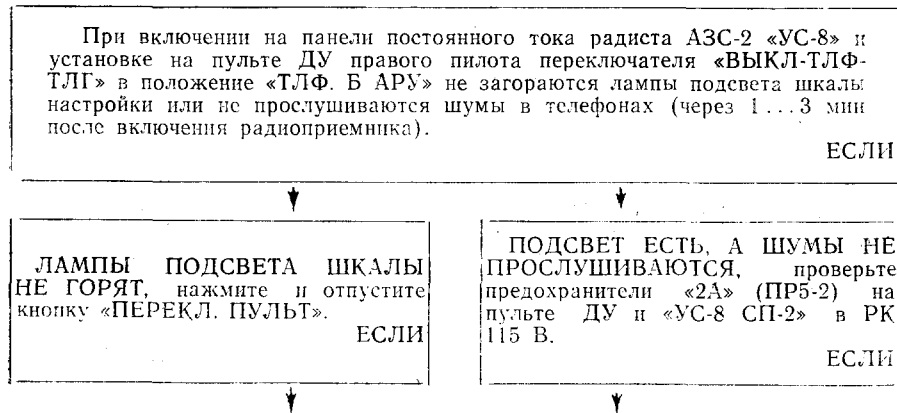 При включении на панели постоянного тока радиста АЗС-2 «УС-8» и
установке на пульте ДУ правого пилота переключателя «ВЫКЛ-ТЛФ-
ТЛГ» в положение «ТЛФ. Б АРУ» не загораются лампы подсвета шкалы
настройки или не прослушиваются шумы в телефонах (через 1...3 мин
после включения радиоприемника).
ЕСЛИ
ЛАМПЫ ПОДСВЕТА ШКАЛЫ
НЕ ГОРЯТ, нажмите и отпустите
кнопку «ПЕРЕКЛ. ПУЛЬТ».
ЕСЛИ
ПОДСВЕТ ЕСТЬ, А ШУМЫ НЕ
ПРОСЛУШИВАЮТСЯ, проверьте
предохранители «2А» (ПР5-2) на
пульте ДУ и «УС-8 СП-2» в РК
115 В.
ЕСЛИ